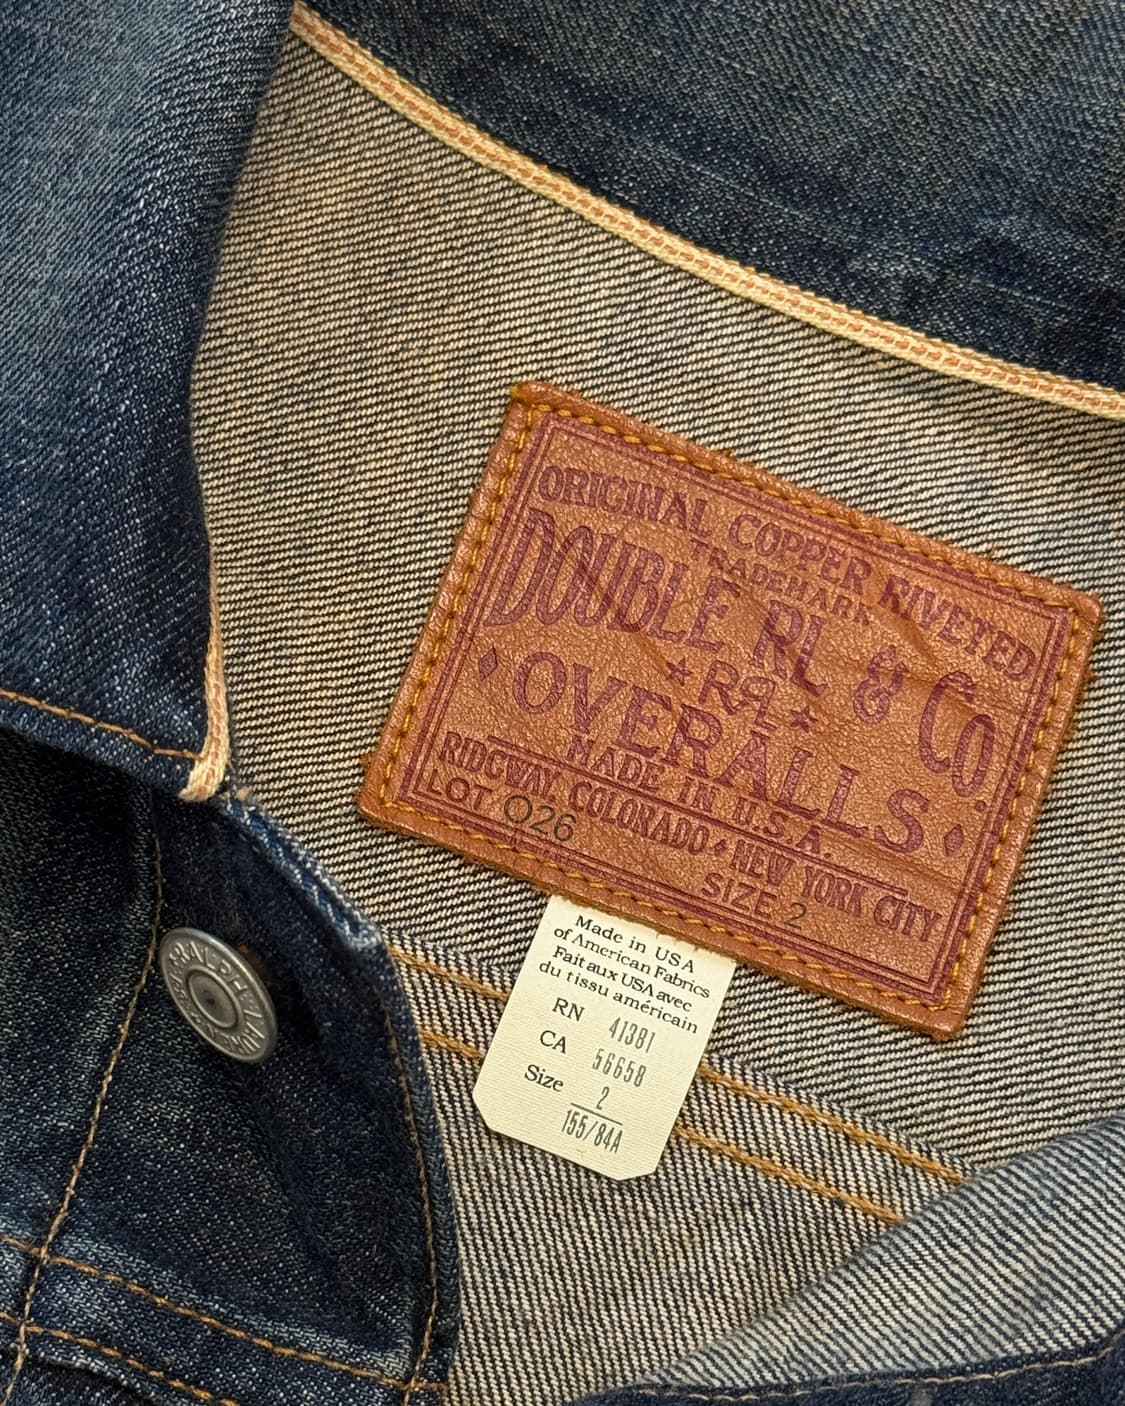 ORIGINAL COPPER RIVETED
TRADEMARK
DOUBLE RL & Co.
RRL
OVERALLS
MADE IN U.S.A.
RIDGWAY, COLORADO • NEW YORK CITY
LOT 026
SIZE 2
Made in USA
of American Fabrics
Fait aux USA avec
du tissu américain
RN 41381
CA 56658
Size 2
155/84A
RALPH LAUREN